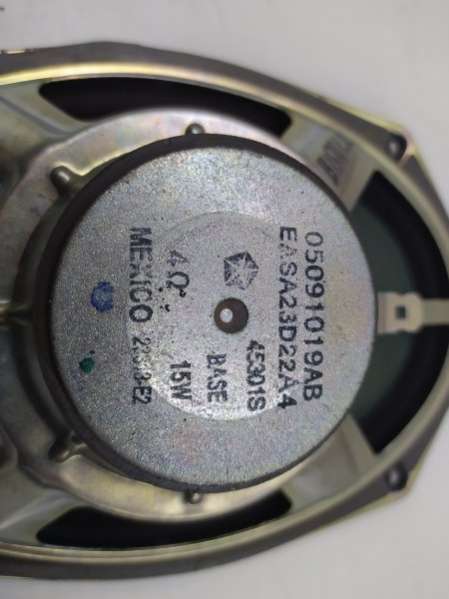 05091019AB
EASA23D22A4
45301S
BASE
4Ω 15W
MEXICO